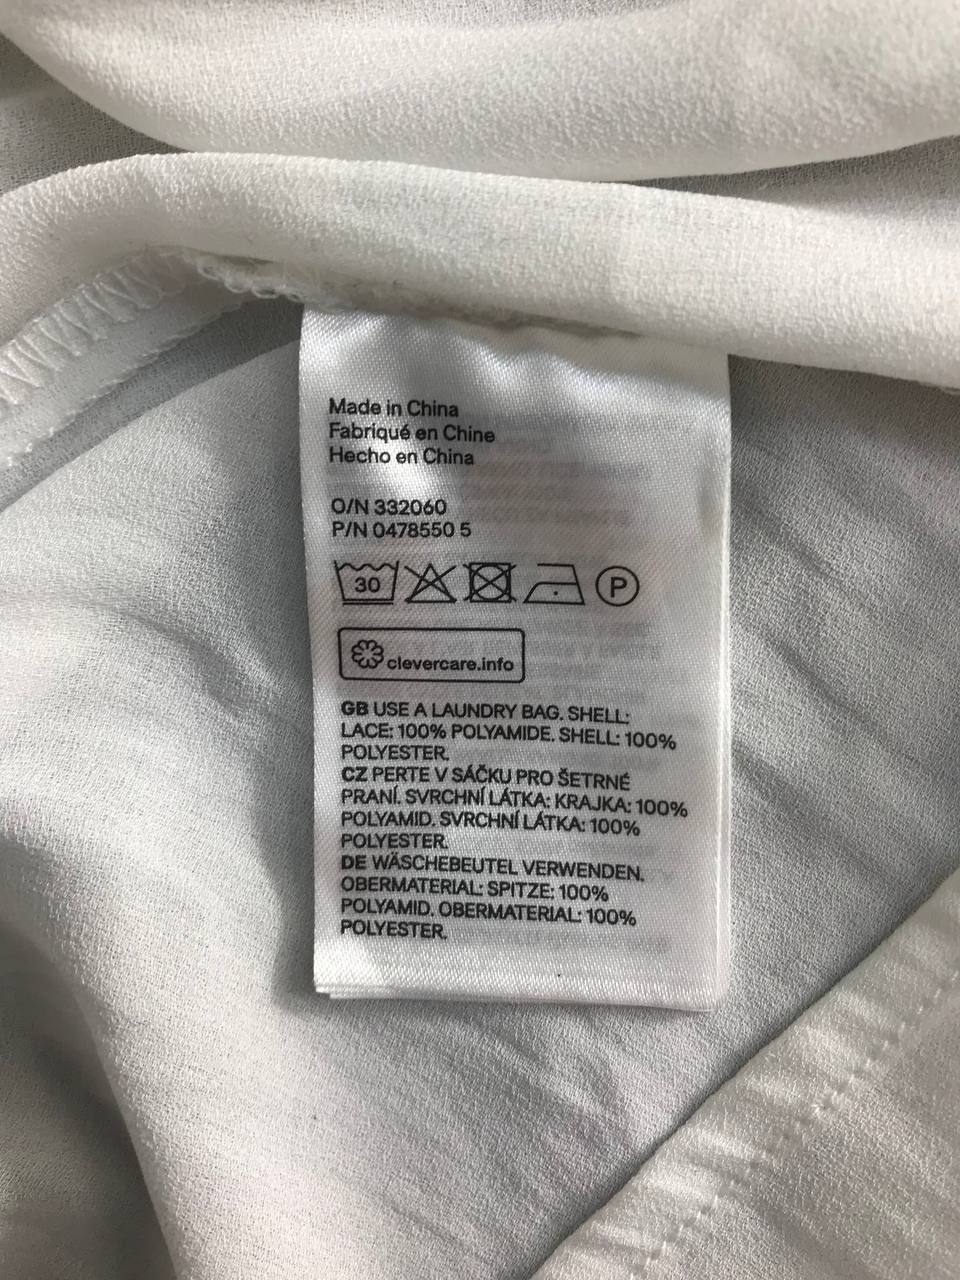 Made in China
Fabriqué en Chine
Hecho en China
O/N 332060
P/N 0478550 5
30 P
clevercare.info
GB USE A LAUNDRY BAG. SHELL:
LACE: 100% POLYAMIDE. SHELL: 100%
POLYESTER.
CZ PERTE V SÁČKU PRO ŠETRNÉ
PRANÍ. SVRCHNÍ LÁTKA: KRAJKA: 100%
POLYAMID. SVRCHNÍ LÁTKA: 100%
POLYESTER.
DE WÄSCHEBEUTEL VERWENDEN.
OBERMATERIAL: SPITZE: 100%
POLYAMID. OBERMATERIAL: 100%
POLYESTER.